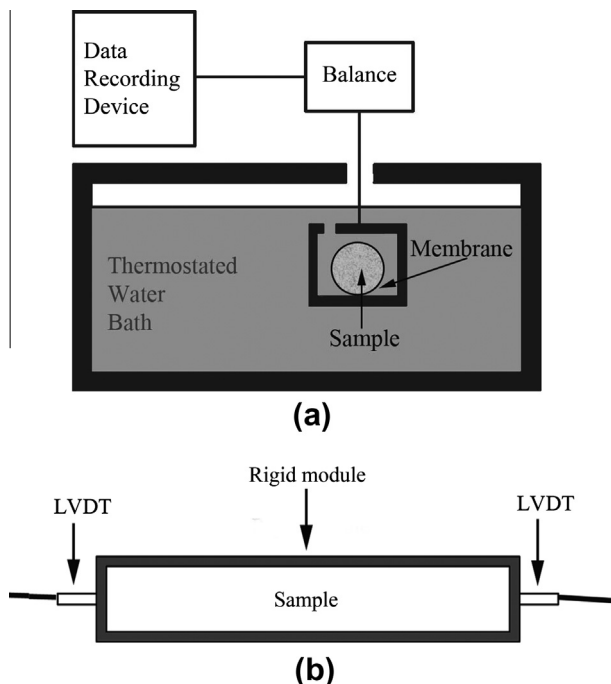 Data
Recording
Device
Balance
Thermostated
Water
Bath
Membrane
Sample
(a)
Rigid module
LVDT
LVDT
Sample
(b)